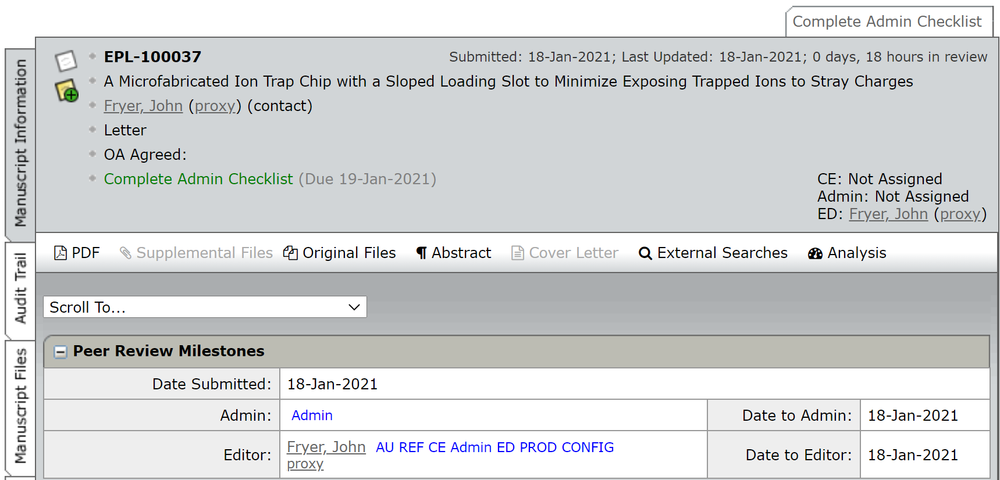 Complete Admin Checklist
EPL-100037
Submitted: 18-Jan-2021; Last Updated: 18-Jan-2021; 0 days, 18 hours in review
A Microfabricated Ion Trap Chip with a Sloped Loading Slot to Minimize Exposing Trapped Ions to Stray Charges
Fryer, John (proxy) (contact)
Letter
OA Agreed:
Complete Admin Checklist (Due 19-Jan-2021)
CE: Not Assigned
Admin: Not Assigned
ED: Fryer, John (proxy)
Manuscript Information
Audit Trail
Manuscript Files
PDF Supplemental Files Original Files Abstract Cover Letter External Searches Analysis
Scroll To...
Peer Review Milestones
Date Submitted: 18-Jan-2021
Admin: Admin Date to Admin: 18-Jan-2021
Editor: Fryer, John AU REF CE Admin ED PROD CONFIG Date to Editor: 18-Jan-2021
proxy